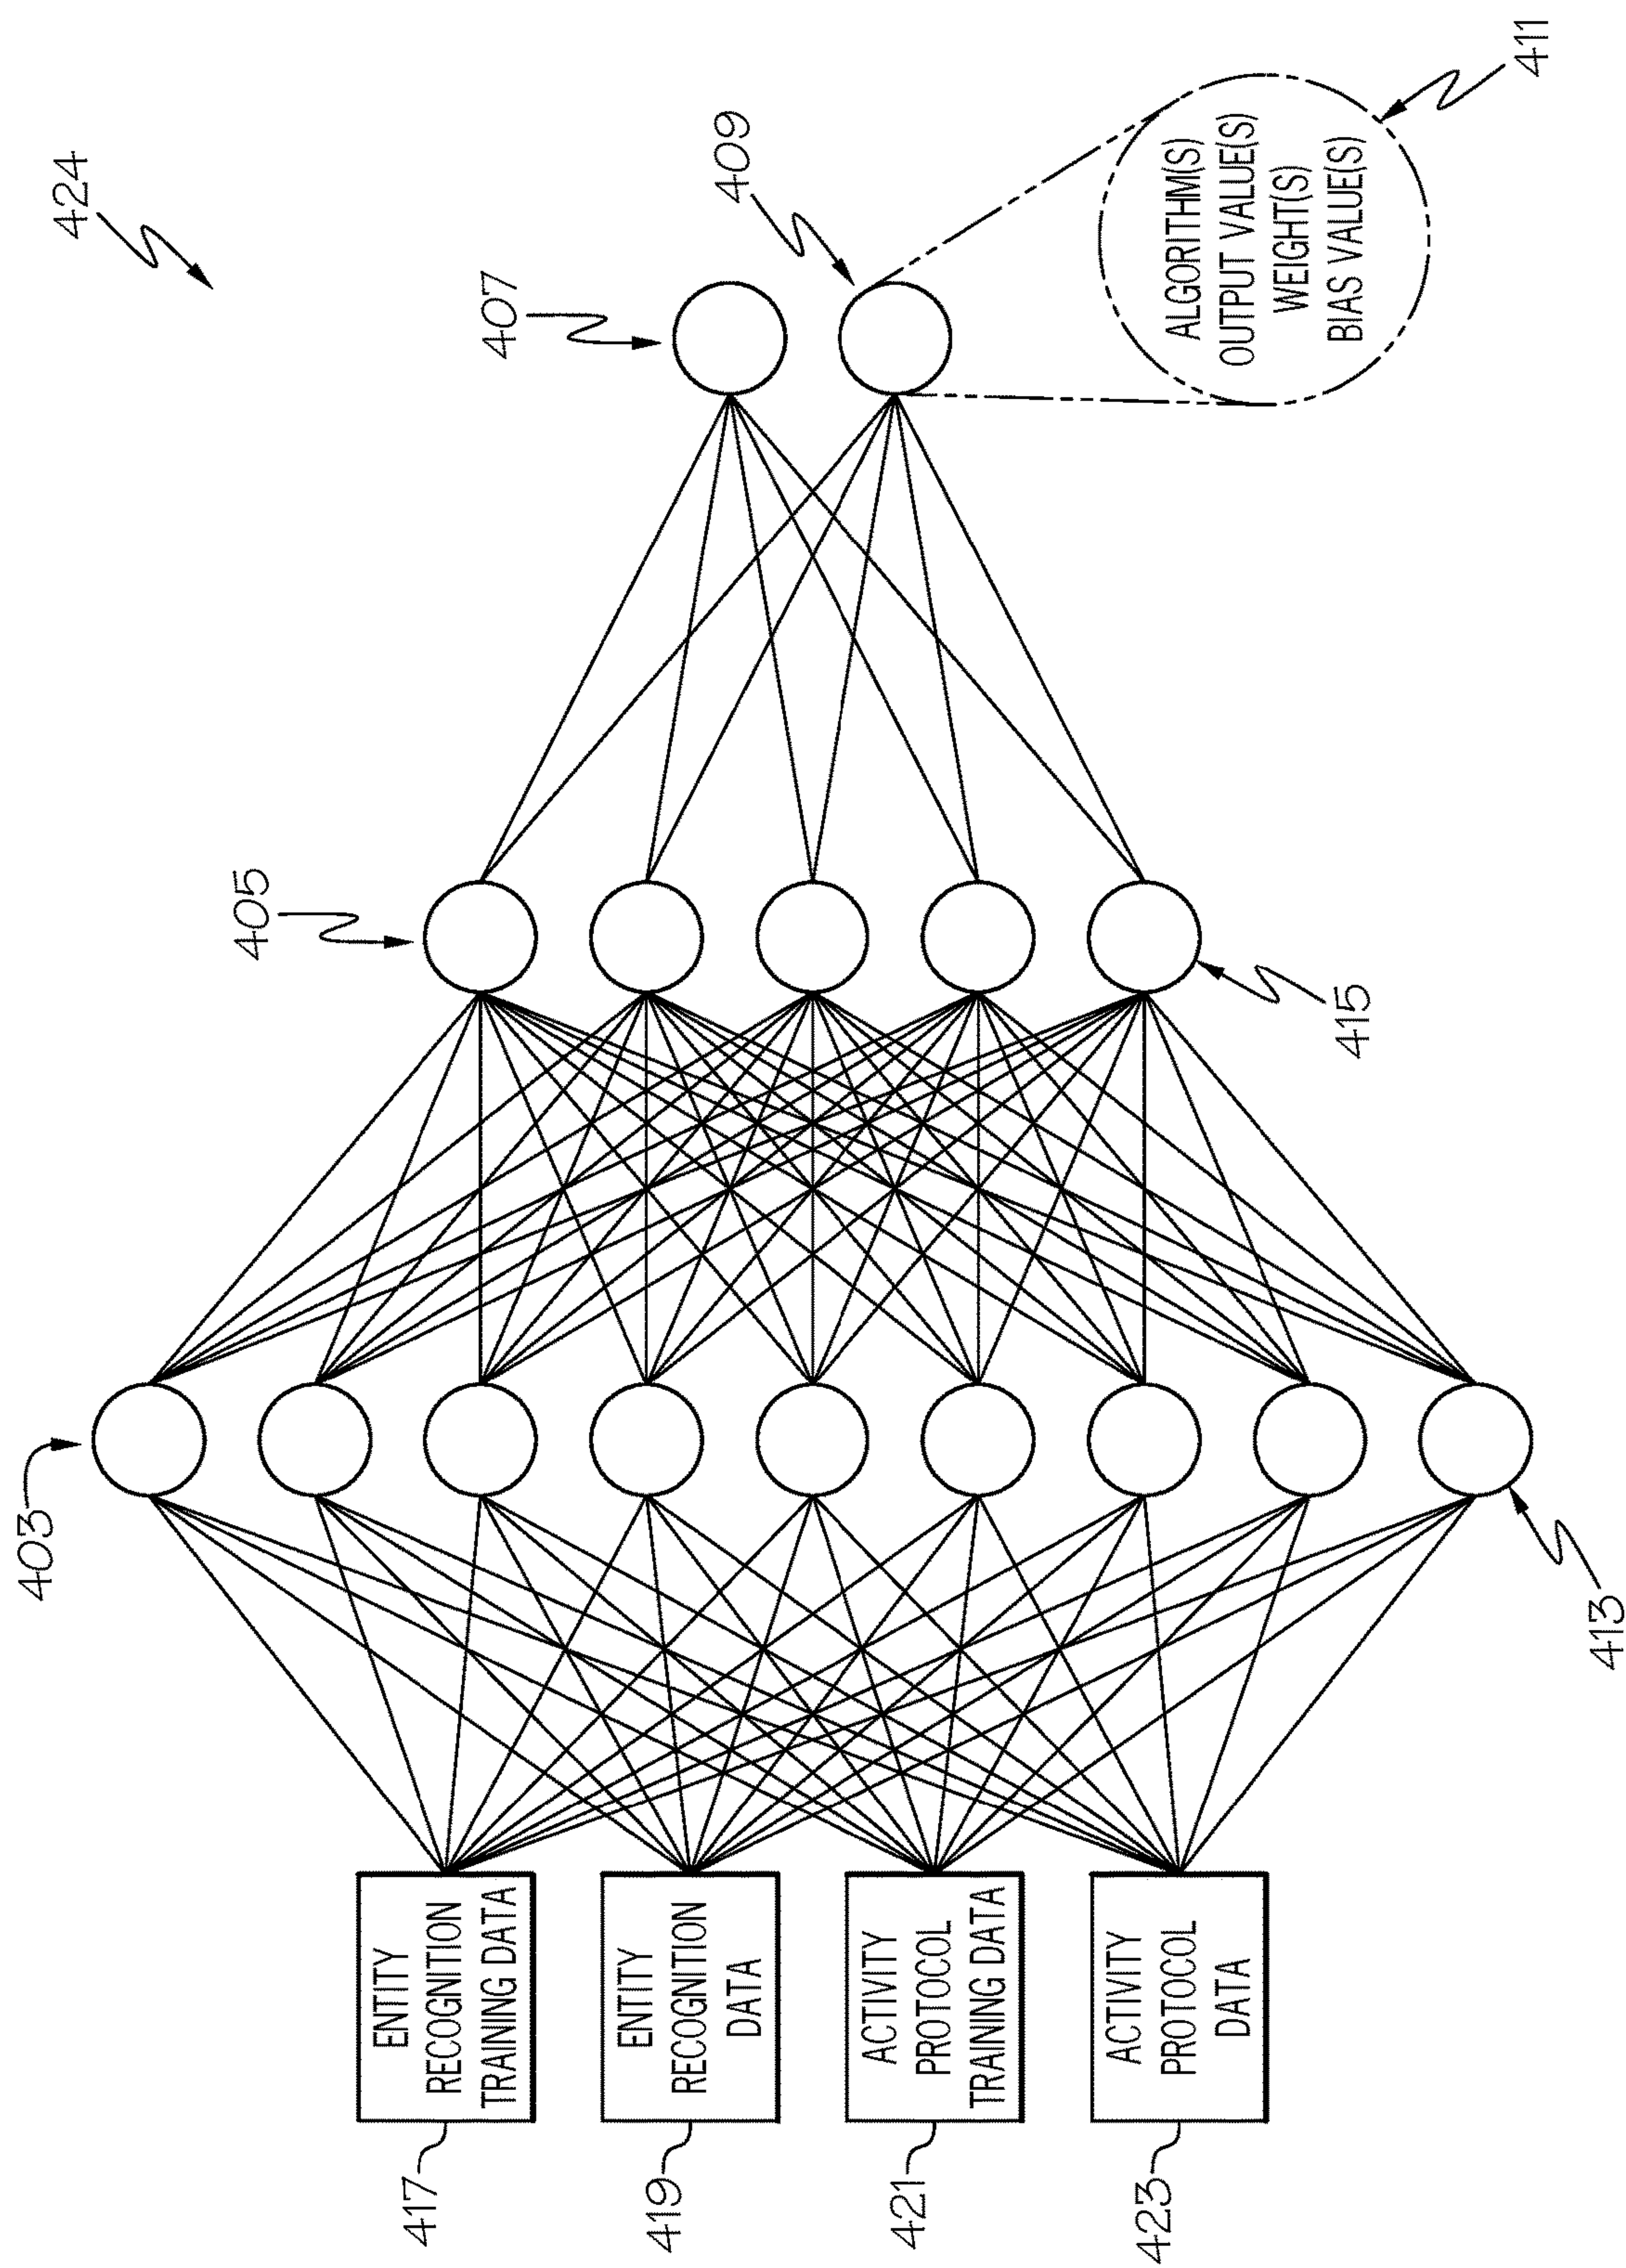 424
403
405
407
409
411
413
415
417
ENTITY
RECOGNITION
TRAINING DATA
419
ENTITY
RECOGNITION
DATA
421
ACTIVITY
PROTOCOL
TRAINING DATA
423
ACTIVITY
PROTOCOL
DATA
ALGORITHM(S)
OUTPUT VALUE(S)
WEIGHT(S)
BIAS VALUE(S)